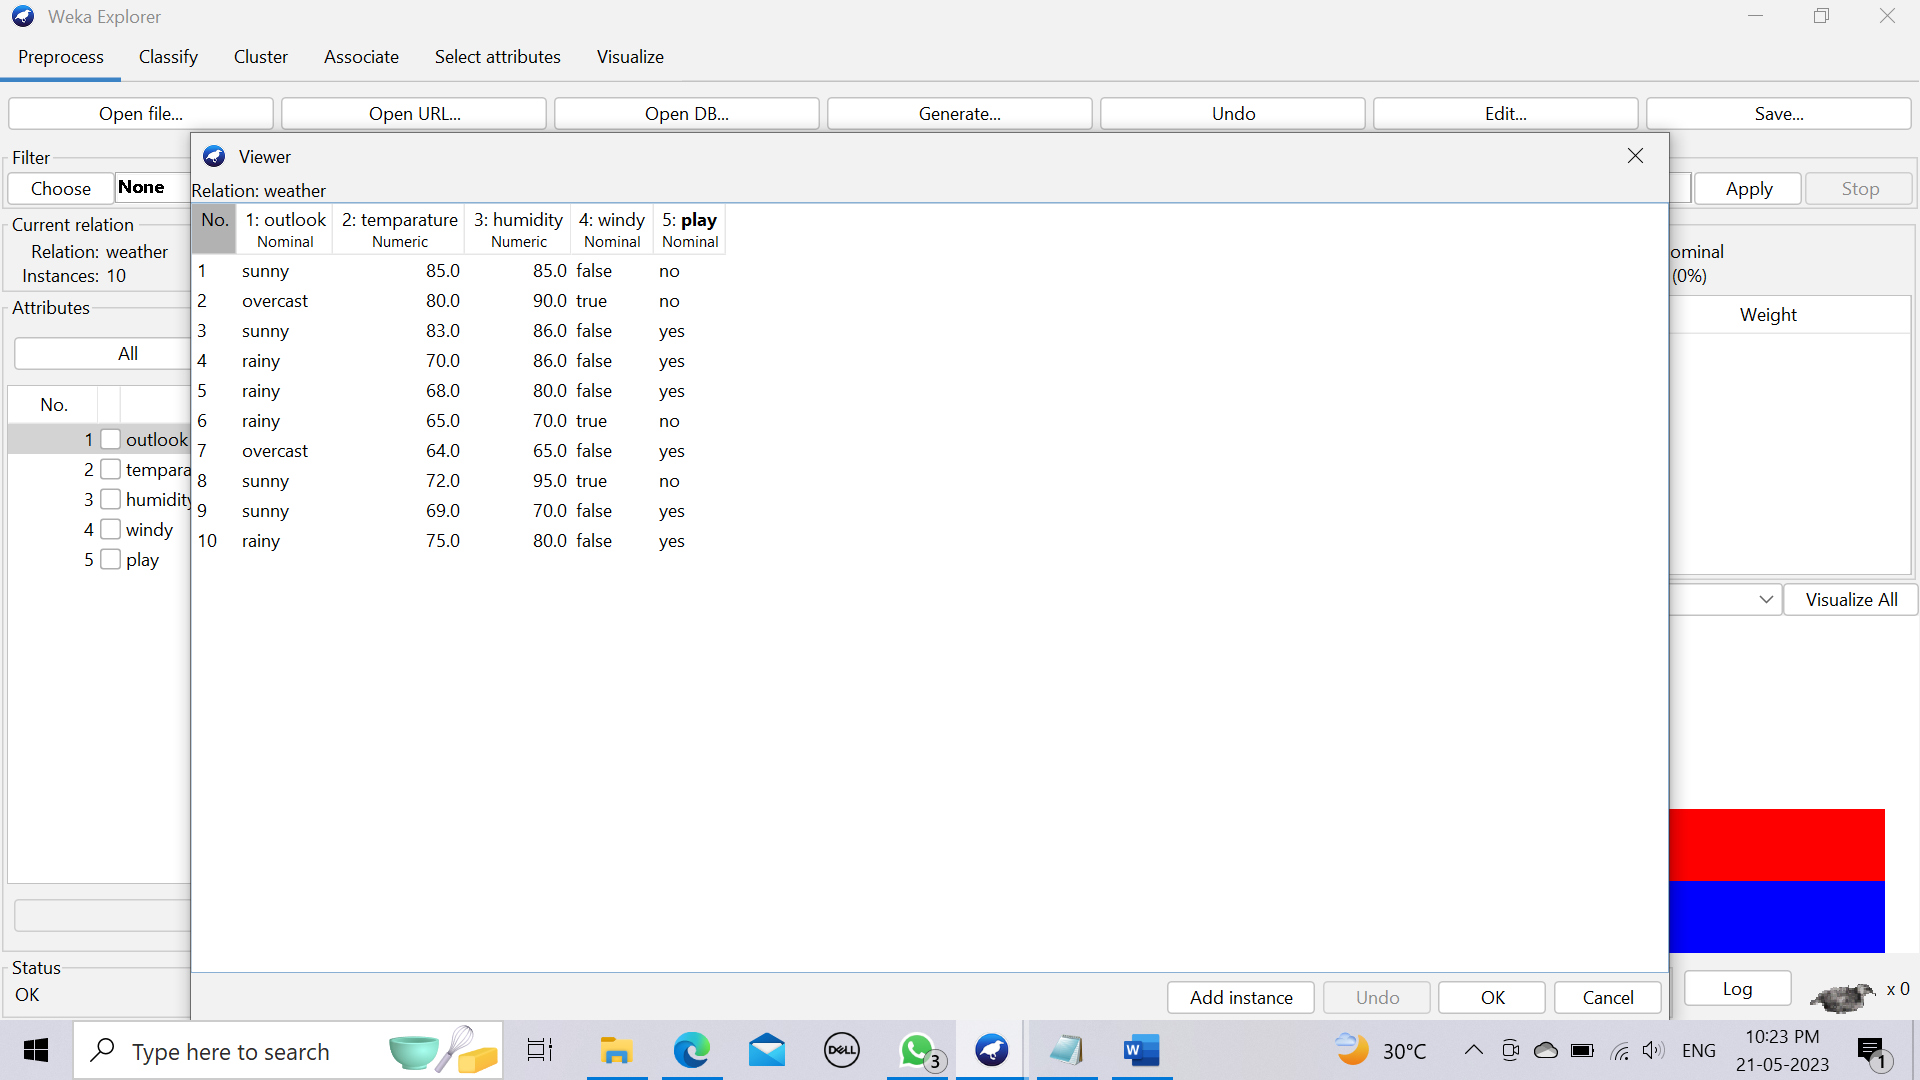 Weka Explorer
Preprocess Classify Cluster Associate Select attributes Visualize
Open file... Open URL... Open DB... Generate... Undo Edit... Save...
Filter
Choose None
Apply Stop
Current relation
Relation: weather
Instances: 10
Attributes
All
No.
1 outlook
2 tempara
3 humidity
4 windy
5 play
Status
OK
Viewer
Relation: weather
No. 1: outlook 2: temparature 3: humidity 4: windy 5: play
Nominal Numeric Numeric Nominal Nominal
1 sunny 85.0 85.0 false no
2 overcast 80.0 90.0 true no
3 sunny 83.0 86.0 false yes
4 rainy 70.0 86.0 false yes
5 rainy 68.0 80.0 false yes
6 rainy 65.0 70.0 true no
7 overcast 64.0 65.0 false yes
8 sunny 72.0 95.0 true no
9 sunny 69.0 70.0 false yes
10 rainy 75.0 80.0 false yes
Add instance Undo OK Cancel
ominal
(0%)
Weight
Visualize All
Log x 0
Type here to search
DELL
3
W
30°C
ENG
10:23 PM
21-05-2023
1